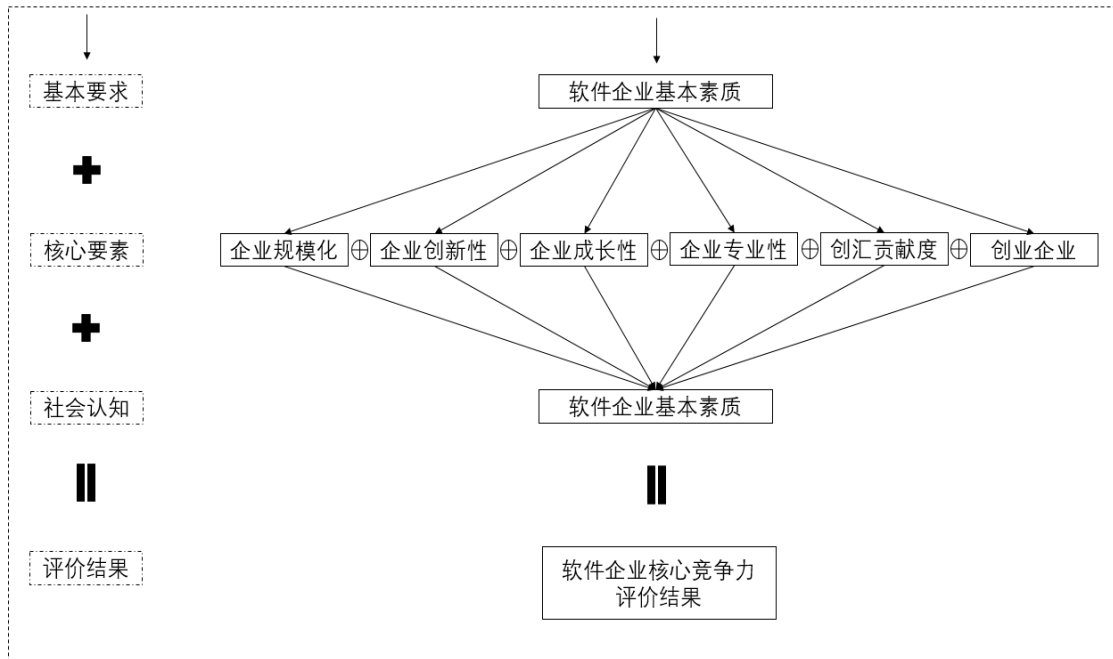 基本要求
软件企业基本素质
核心要素
企业规模化
企业创新性
企业成长性
企业专业性
创汇贡献度
创业企业
社会认知
软件企业基本素质
评价结果
软件企业核心竞争力
评价结果